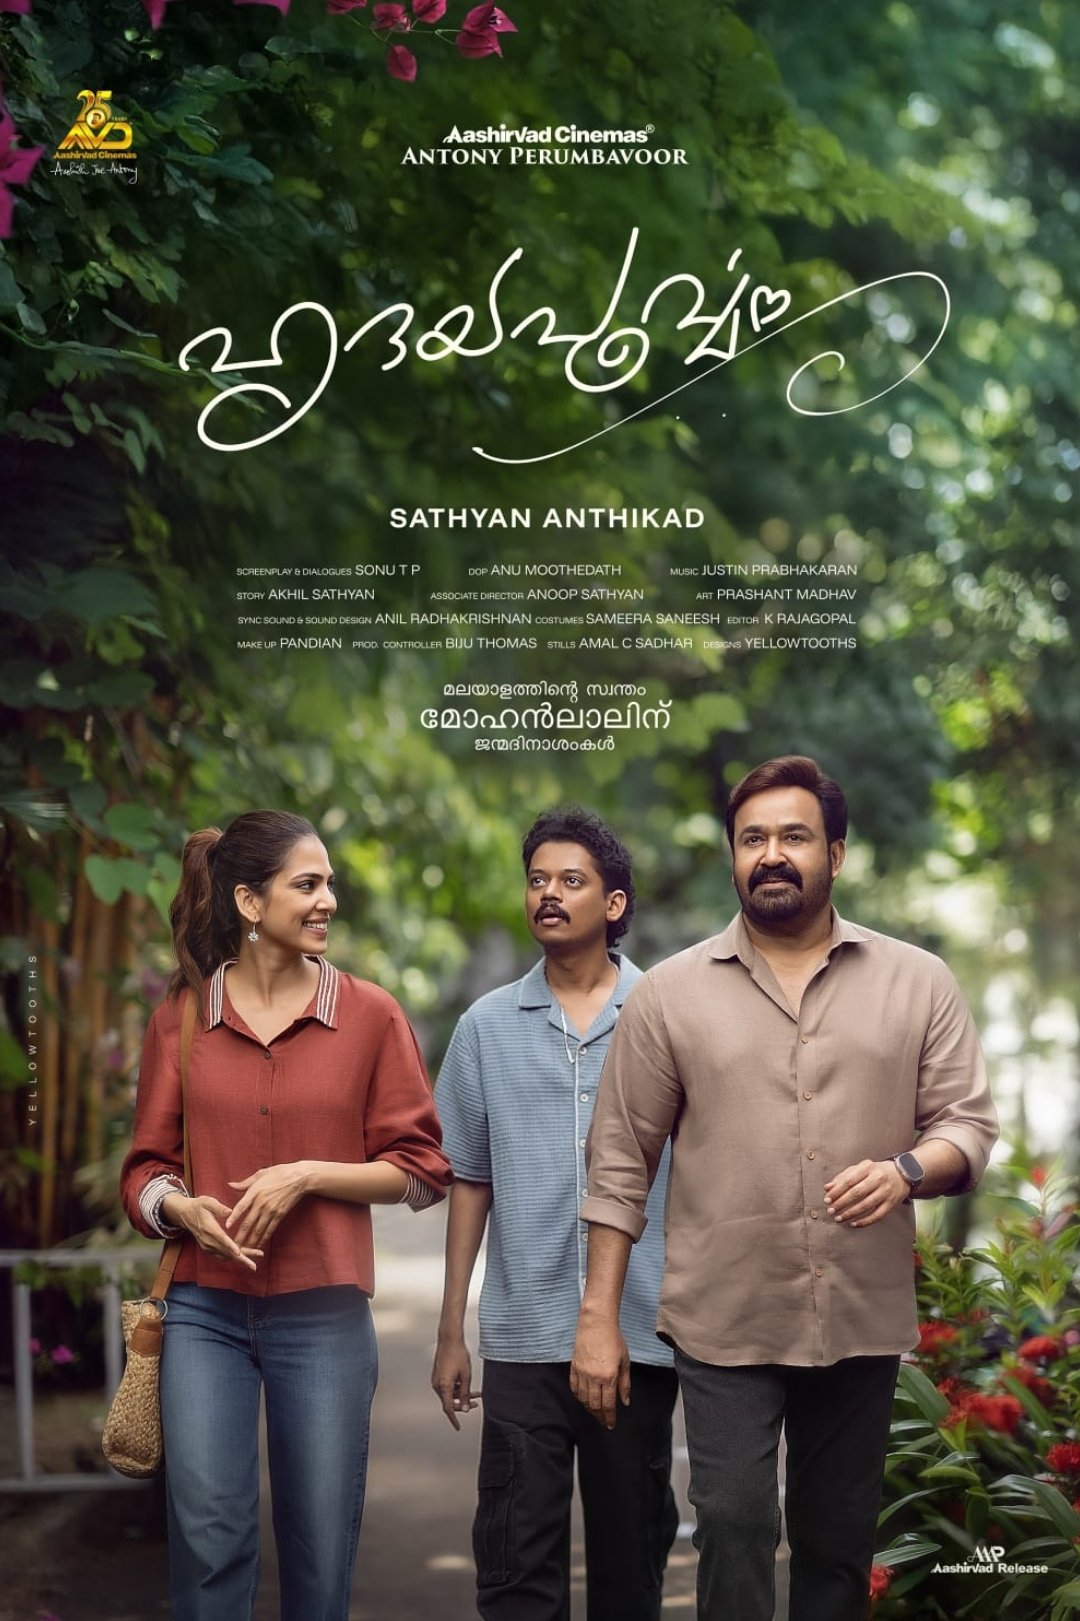 25
YEARS
AVD
AashirVad Cinemas
AashirVad Cinemas®
ANTONY PERUMBAVOOR
ഹൃദയപൂർവ്വം
SATHYAN ANTHIKAD
SCREENPLAY & DIALOGUES SONU T P DOP ANU MOOTHEDATH MUSIC JUSTIN PRABHAKARAN
STORY AKHIL SATHYAN ASSOCIATE DIRECTOR ANOOP SATHYAN ART PRASHANT MADHAV
SYNC SOUND & SOUND DESIGN ANIL RADHAKRISHNAN COSTUMES SAMEERA SANEESH EDITOR K RAJAGOPAL
MAKE UP PANDIAN PROD. CONTROLLER BIJU THOMAS STILLS AMAL C SADHAR DESIGNS YELLOWTOOTHS
മലയാളത്തിന്റെ സ്വന്തം
മോഹൻലാലിന്
ജന്മദിനാശംകൾ
YELLOWTOOTHS
AashirVad Release